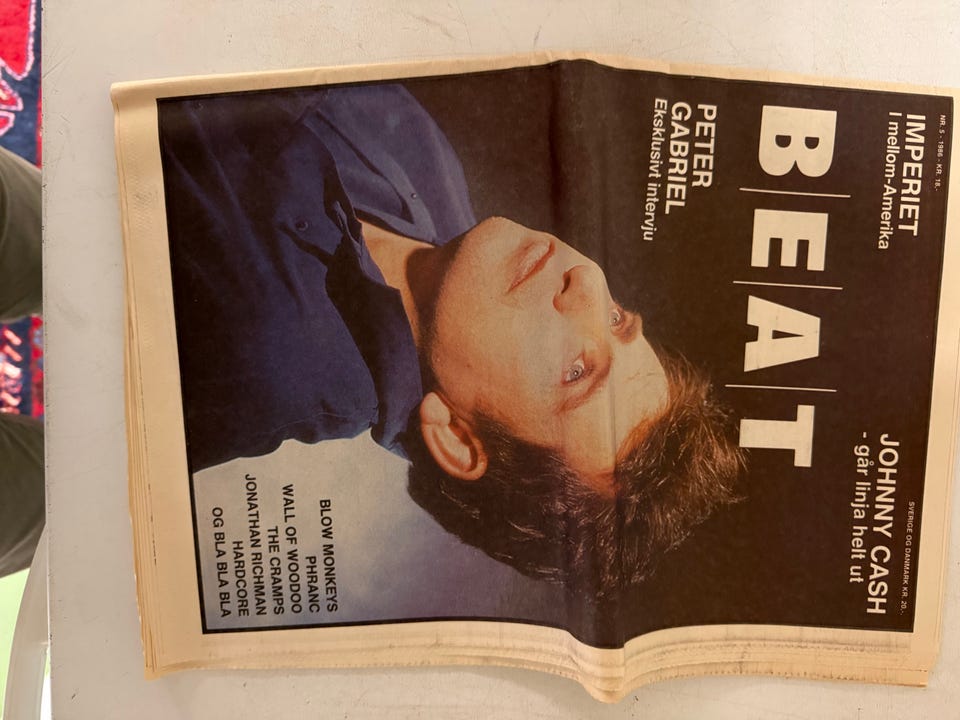 NR. 5 - 1986 - KR. 18,-
IMPERIET
I mellom-Amerika
SVERIGE OG DANMARK KR. 20.-
JOHNNY CASH
- går linja helt ut
BEAT
PETER
GABRIEL
Eksklusivt intervju
BLOW MONKEYS
PHRANC
WALL OF WOODOO
THE CRAMPS
JONATHAN RICHMAN
HARDCORE
OG BLA BLA BLA